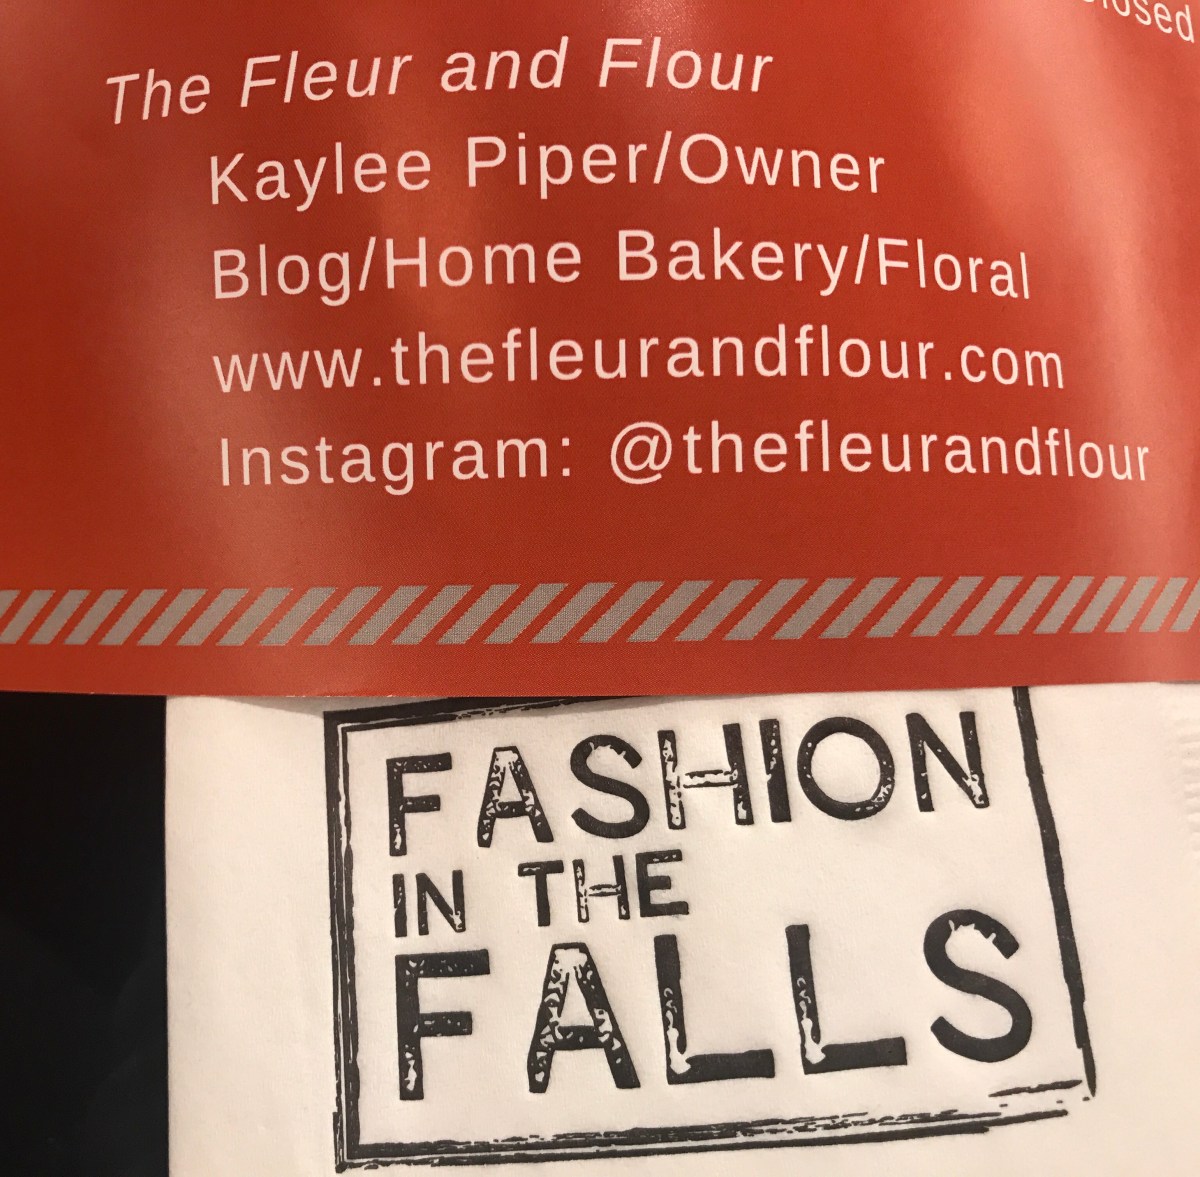 The Fleur and Flour
Kaylee Piper/Owner
Blog/Home Bakery/Floral
www.thefleurandflour.com
Instagram: @thefleurandflour
FASHION
IN THE
FALLS